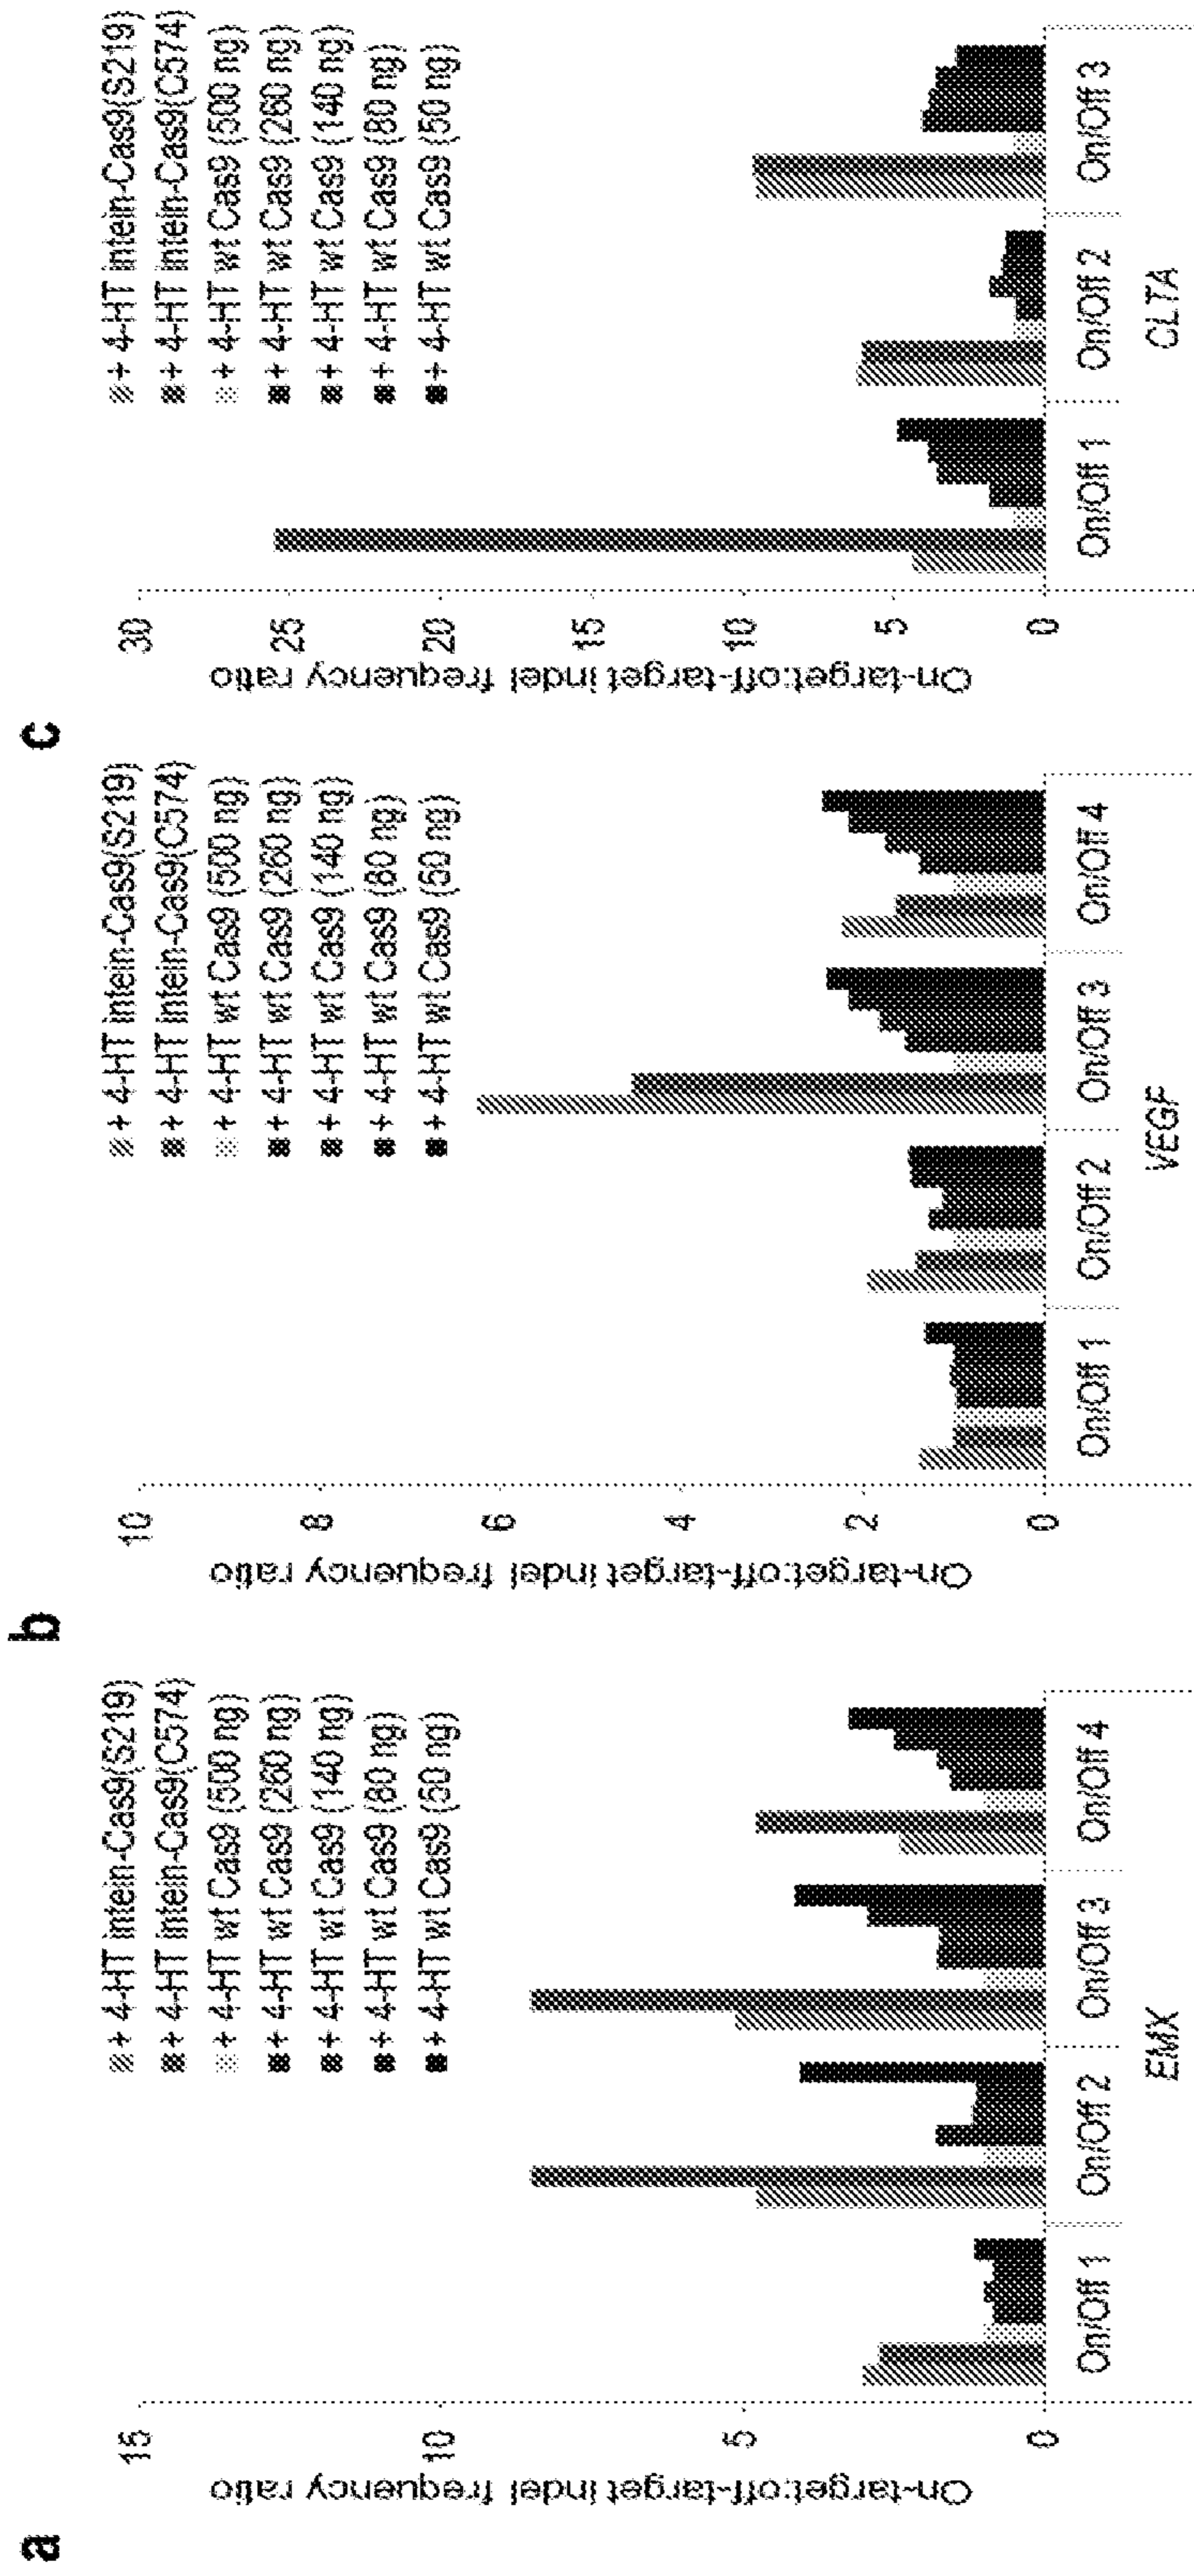 a
On-target:off-target indel frequency ratio
15
10
5
0
+ 4-HT intein-Cas9(S219)
+ 4-HT intein-Cas9(C574)
+ 4-HT wt Cas9 (500 ng)
+ 4-HT wt Cas9 (260 ng)
+ 4-HT wt Cas9 (140 ng)
+ 4-HT wt Cas9 (80 ng)
+ 4-HT wt Cas9 (50 ng)
On/Off 1
On/Off 2
On/Off 3
On/Off 4
EMX
b
On-target:off-target indel frequency ratio
10
8
6
4
2
0
+ 4-HT intein-Cas9(S219)
+ 4-HT intein-Cas9(C574)
+ 4-HT wt Cas9 (500 ng)
+ 4-HT wt Cas9 (260 ng)
+ 4-HT wt Cas9 (140 ng)
+ 4-HT wt Cas9 (80 ng)
+ 4-HT wt Cas9 (50 ng)
On/Off 1
On/Off 2
On/Off 3
On/Off 4
VEGF
c
On-target:off-target indel frequency ratio
30
25
20
15
10
5
0
+ 4-HT intein-Cas9(S219)
+ 4-HT intein-Cas9(C574)
+ 4-HT wt Cas9 (500 ng)
+ 4-HT wt Cas9 (260 ng)
+ 4-HT wt Cas9 (140 ng)
+ 4-HT wt Cas9 (80 ng)
+ 4-HT wt Cas9 (50 ng)
On/Off 1
On/Off 2
On/Off 3
CLTA